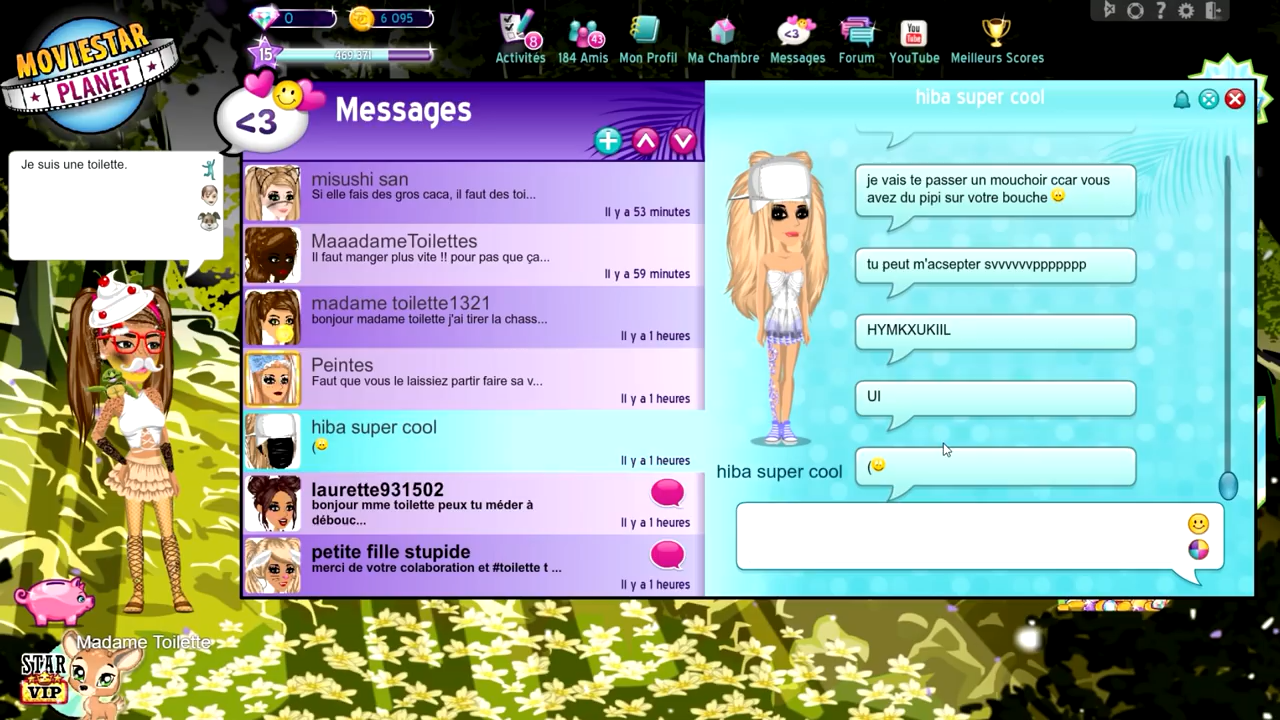 MOVIESTAR
PLANET
0
6 095
15
469 371
8
Activités
43
184 Amis
Mon Profil
Ma Chambre
<3
Messages
Forum
You
Tube
YouTube
Meilleurs Scores
Je suis une toilette.
<3
Messages
misushi san
Si elle fais des gros caca, il faut des toi...
Il y a 53 minutes
MaaadameToilettes
Il faut manger plus vite !! pour pas que ça...
Il y a 59 minutes
madame toilette1321
bonjour madame toilette j'ai tirer la chass...
Il y a 1 heures
Peintes
Faut que vous le laissiez partir faire sa v...
Il y a 1 heures
hiba super cool
(
Il y a 1 heures
laurette931502
bonjour mme toilette peux tu méder à
débouc...
Il y a 1 heures
petite fille stupide
merci de votre colaboration et #toilette t ...
Il y a 1 heures
hiba super cool
je vais te passer un mouchoir ccar vous
avez du pipi sur votre bouche
tu peut m'acsepter svvvvvvppppppp
HYMKXUKIIL
UI
(
hiba super cool
Madame Toilette
STAR
VIP